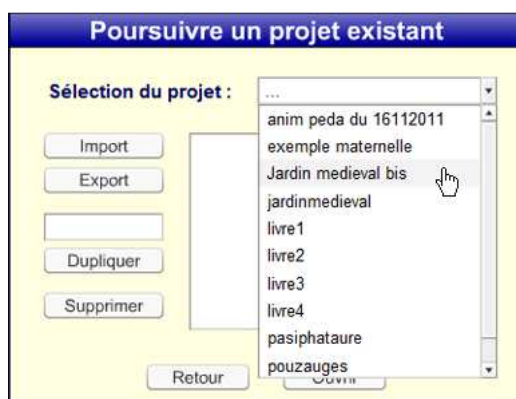 Poursuivre un projet existant
Sélection du projet :
...
anim peda du 16112011
Import
exemple maternelle
Export
Jardin medieval bis
jardinmedieval
livre1
Dupliquer
livre2
livre3
Supprimer
livre4
pasiphataure
pouzauges
Retour
Ouvrir